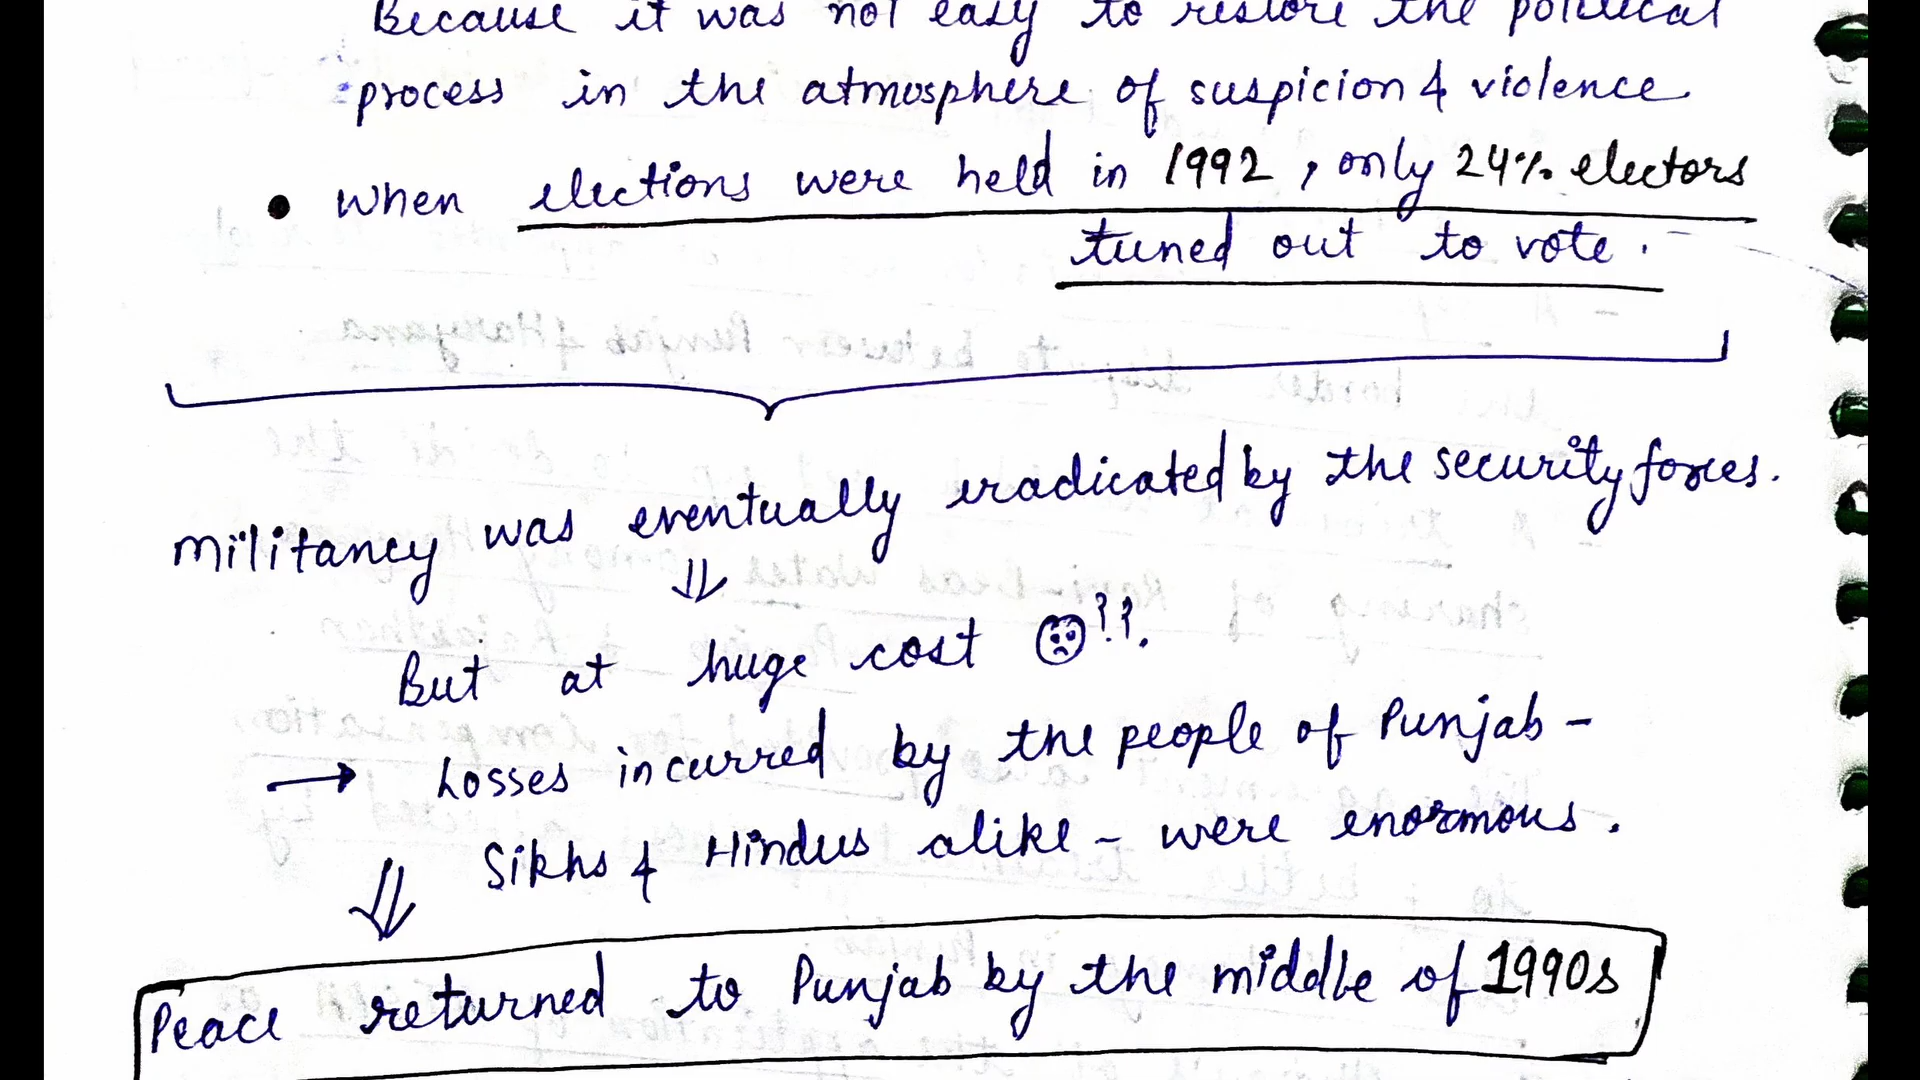 Because it was not easy to restore the political
process in the atmosphere of suspicion & violence
• When elections were held in 1992, only 24% electors
tuned out to vote.
Militancy was eventually eradicated by the security forces.
But at huge cost ??.
→ Losses incurred by the people of Punjab -
Sikhs & Hindus alike - were enormous.
Peace returned to Punjab by the middle of 1990s